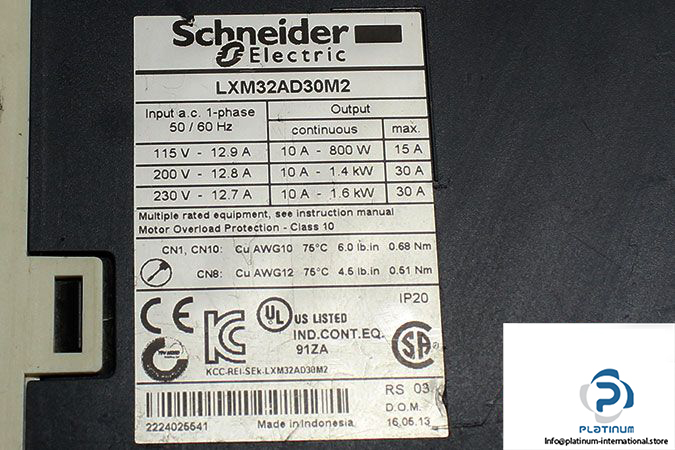 Schneider
Electric
LXM32AD30M2
Input a.c. 1-phase
50 / 60 Hz
Output
continuous
max.
115 V - 12.9 A
10 A - 800 W
15 A
200 V - 12.8 A
10 A - 1.4 kW
30 A
230 V - 12.7 A
10 A - 1.6 kW
30 A
Multiple rated equipment, see instruction manual
Motor Overload Protection - Class 10
CN1, CN10: Cu AWG10 75°C 6.0 lb.in 0.68 Nm
CN8: Cu AWG12 75°C 4.5 lb.in 0.51 Nm
IP20
CE
UL
US LISTED
IND.CONT.EQ.
91ZA
SA
KCC-REI-SEk-LXM32AD30M2
RS 03
D.O.M.
2224025541
Made in Indonesia
16.05.13
PLATINUM
INTERNATIONAL
Info@platinum-international.store